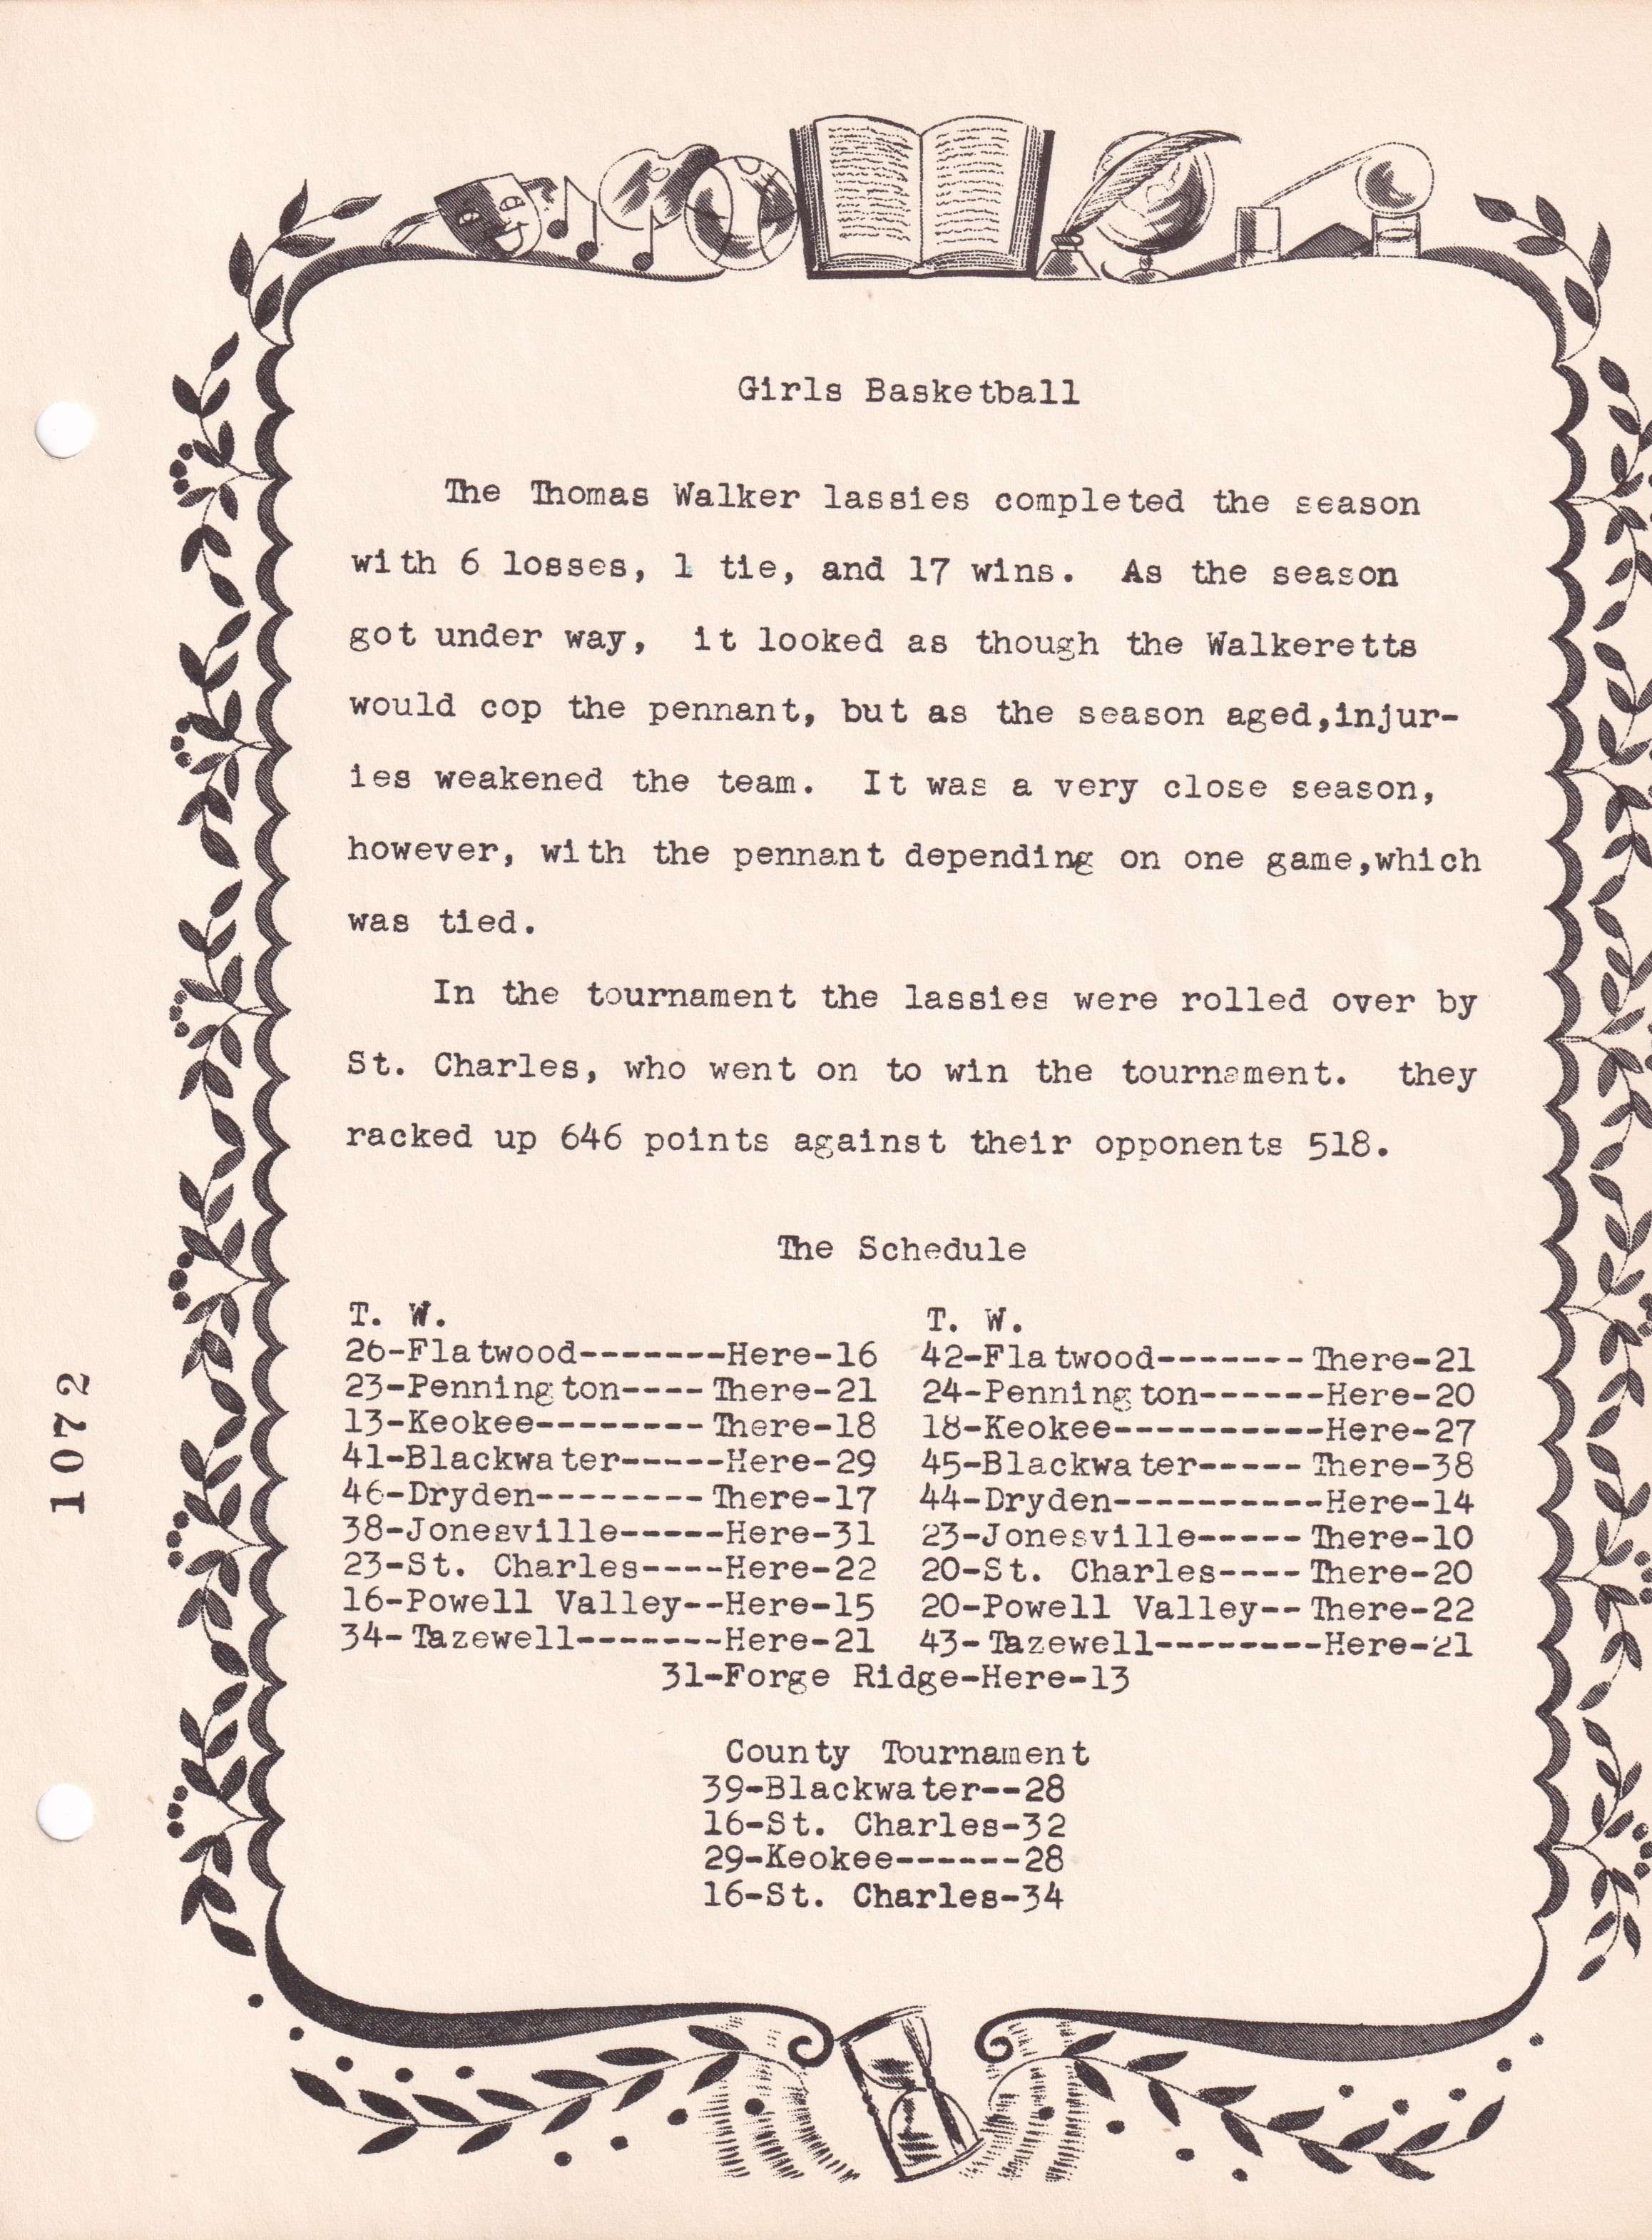 Girls Basketball
The Thomas Walker lassies completed the season
with 6 losses, 1 tie, and 17 wins.  As the season
got under way,  it looked as though the Walkeretts
would cop the pennant, but as the season aged,injur-
ies weakened the team.  It was a very close season,
however, with the pennant depending on one game,which
was tied.
In the tournament the lassies were rolled over by
St. Charles, who went on to win the tournament.  they
racked up 646 points against their opponents 518.
The Schedule
T. W.    T. W.
26-Flatwood-------Here-16  42-Flatwood-------There-21
23-Pennington----There-21  24-Pennington------Here-20
13-Keokee--------There-18  18-Keokee----------Here-27
41-Blackwater-----Here-29  45-Blackwater-----There-38
46-Dryden--------There-17  44-Dryden----------Here-14
38-Jonesville-----Here-31  23-Jonesville-----There-10
23-St. Charles----Here-22  20-St. Charles----There-20
16-Powell Valley--Here-15  20-Powell Valley--There-22
34-Tazewell-------Here-21  43-Tazewell--------Here-21
31-Forge Ridge-Here-13
County Tournament
39-Blackwater--28
16-St. Charles-32
29-Keokee------28
16-St. Charles-34
1072